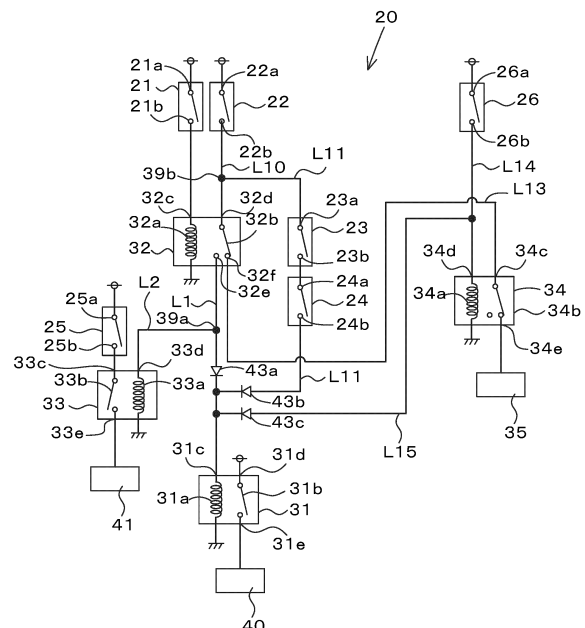 20
21a
21
21b
22a
22
22b
L10
26a
26
26b
L14
L11
L13
39b
32c
32a
32
32d
32b
32f
32e
23a
23
23b
24a
24
24b
34d
34c
34a
34
34b
34e
L2
L1
39a
25a
25
25b
33c
33d
33b
33a
33
33e
43a
43b
43c
L11
L15
35
31c
31d
31a
31b
31
31e
41
40